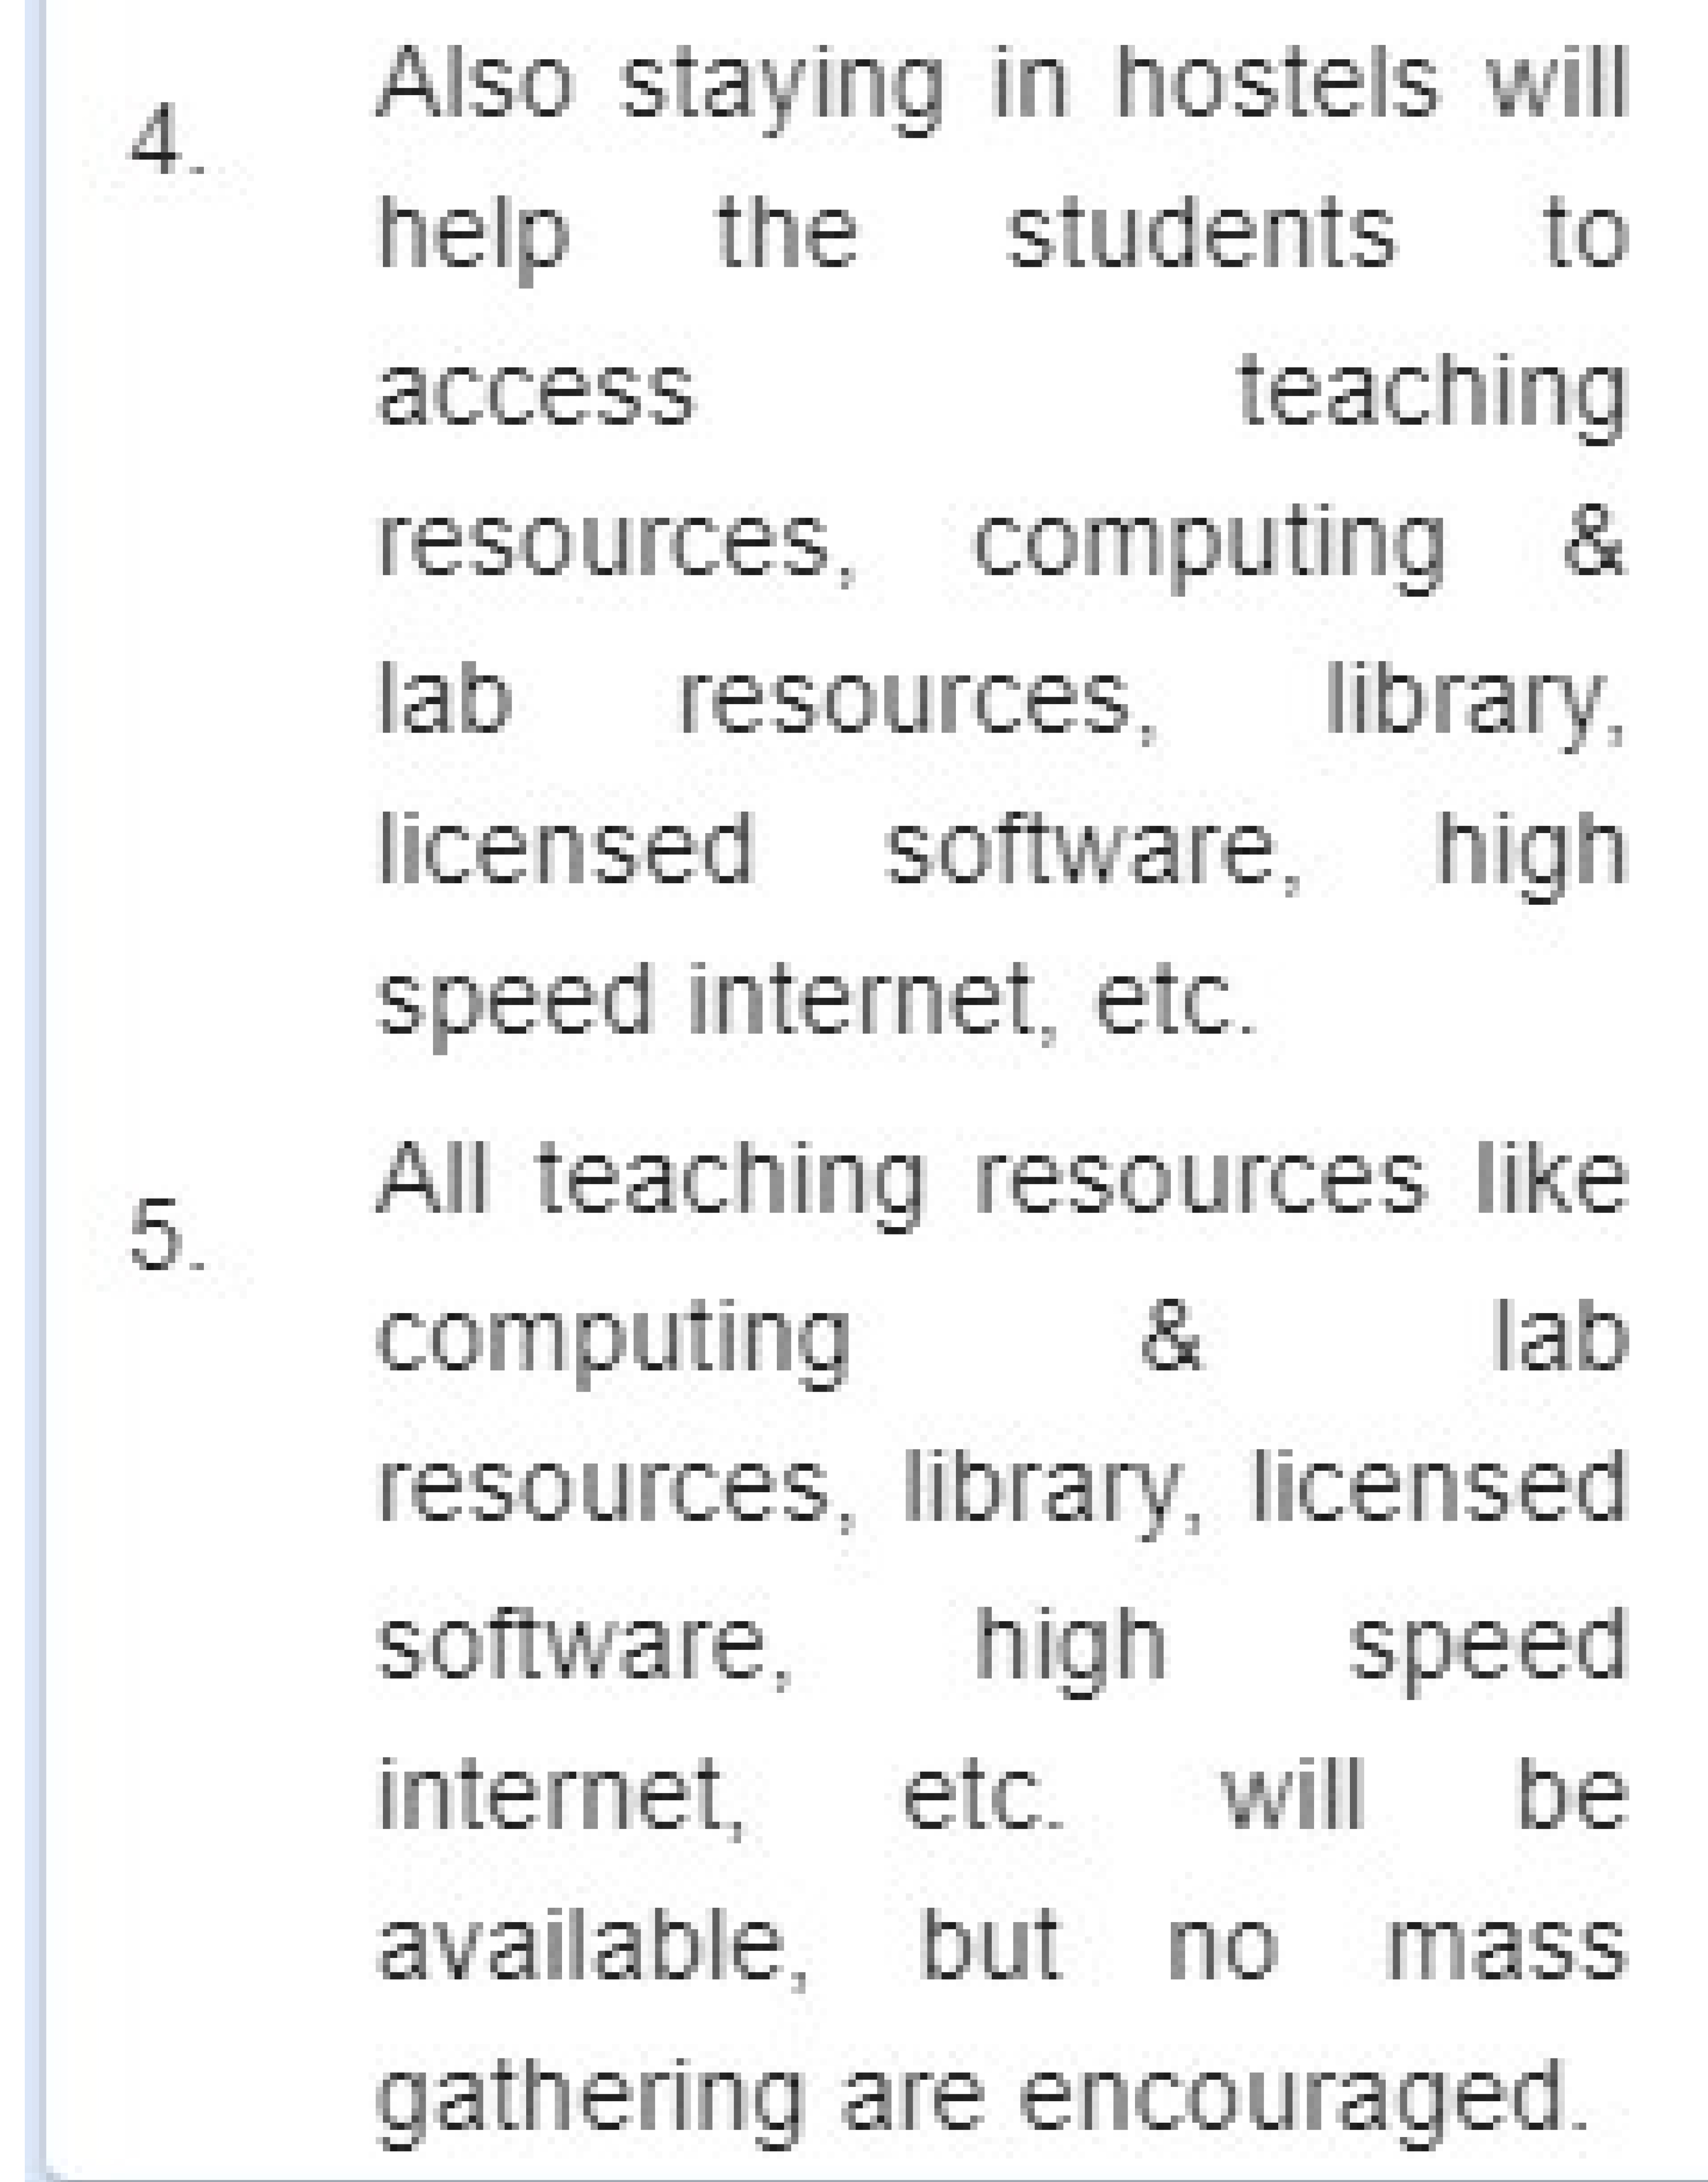 4. Also staying in hostels will
help the students to
access teaching
resources, computing &
lab resources, library,
licensed software, high
speed internet, etc.
5. All teaching resources like
computing & lab
resources, library, licensed
software, high speed
internet, etc. will be
available, but no mass
gathering are encouraged.